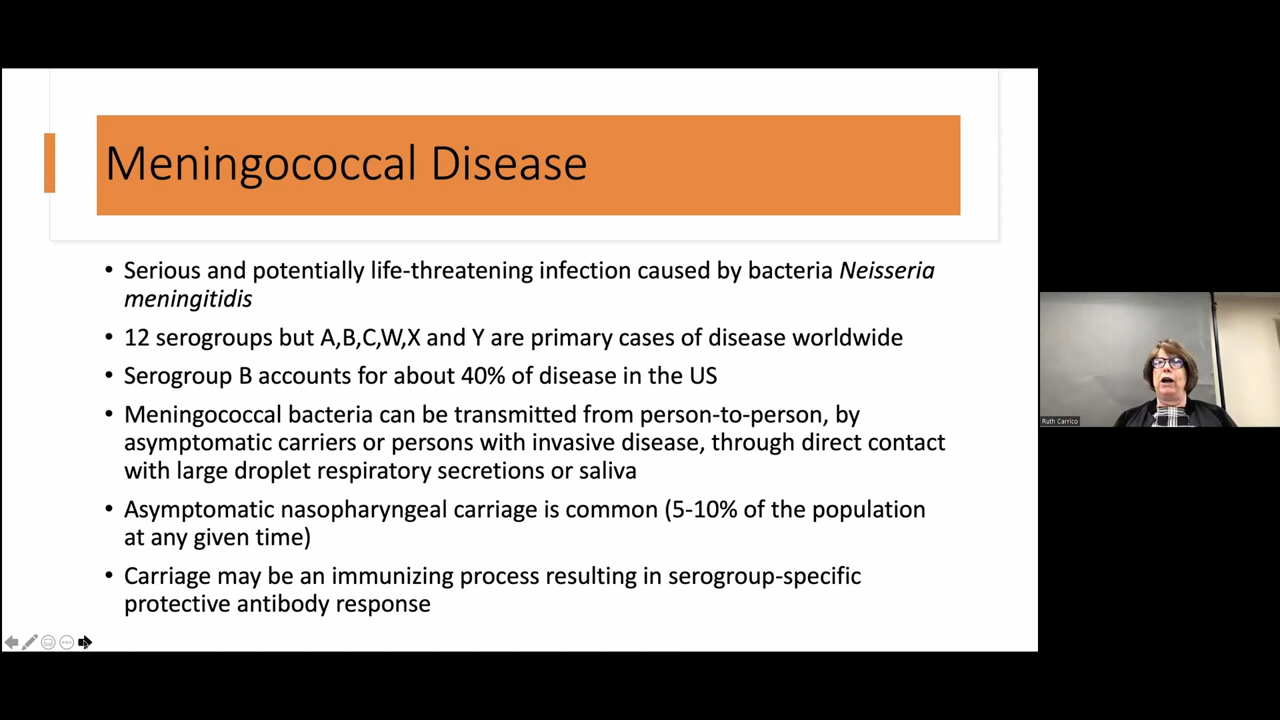 Meningococcal Disease
• Serious and potentially life-threatening infection caused by bacteria Neisseria
meningitidis
• 12 serogroups but A,B,C,W,X and Y are primary cases of disease worldwide
• Serogroup B accounts for about 40% of disease in the US
• Meningococcal bacteria can be transmitted from person-to-person, by
asymptomatic carriers or persons with invasive disease, through direct contact
with large droplet respiratory secretions or saliva
• Asymptomatic nasopharyngeal carriage is common (5-10% of the population
at any given time)
• Carriage may be an immunizing process resulting in serogroup-specific
protective antibody response
Ruth Carrico